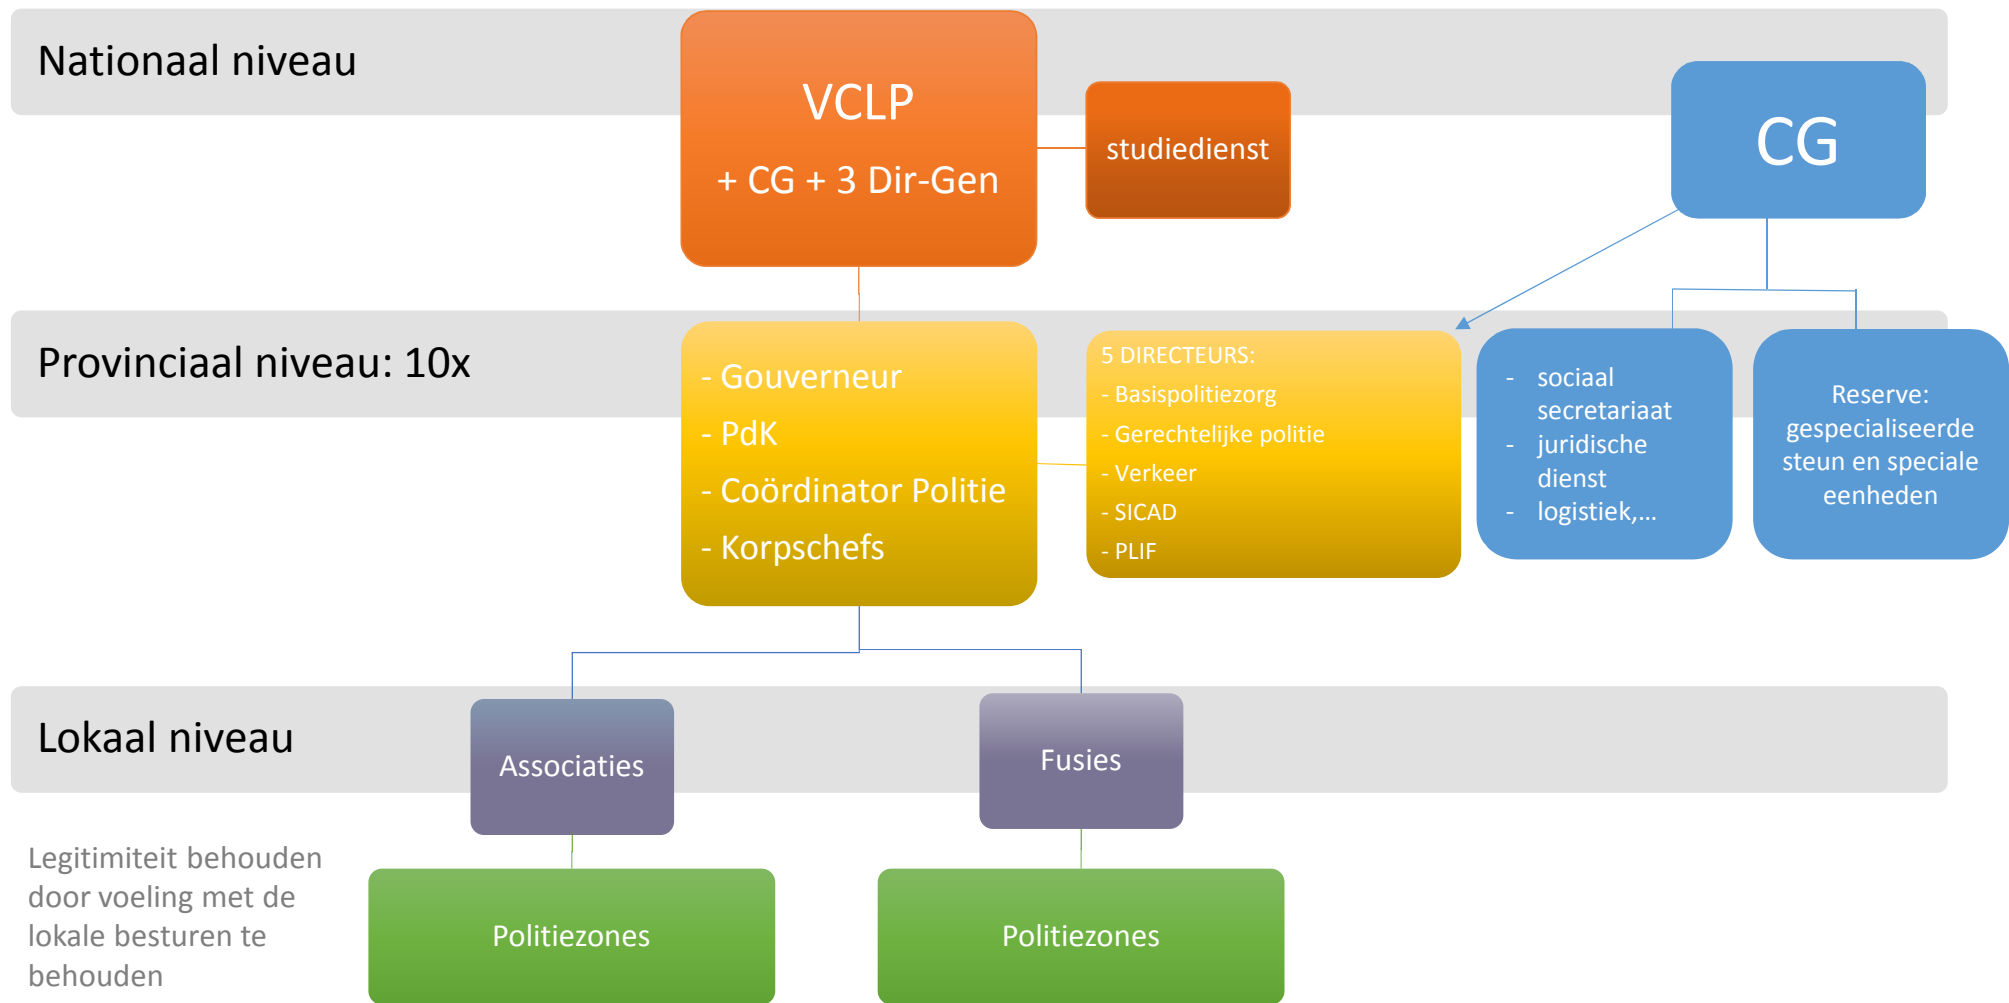 Nationaal niveau
VCLP
+ CG + 3 Dir-Gen
studiedienst
CG
Provinciaal niveau: 10x
- Gouverneur
- PdK
- Coördinator Politie
- Korpschefs
5 DIRECTEURS:
- Basispolitiezorg
- Gerechtelijke politie
- Verkeer
- SICAD
- PLIF
- sociaal
secretariaat
- juridische
dienst
- logistiek,...
Reserve:
gespecialiseerde
steun en speciale
eenheden
Lokaal niveau
Associaties
Fusies
Legitimiteit behouden
door voeling met de
lokale besturen te
behouden
Politiezones
Politiezones